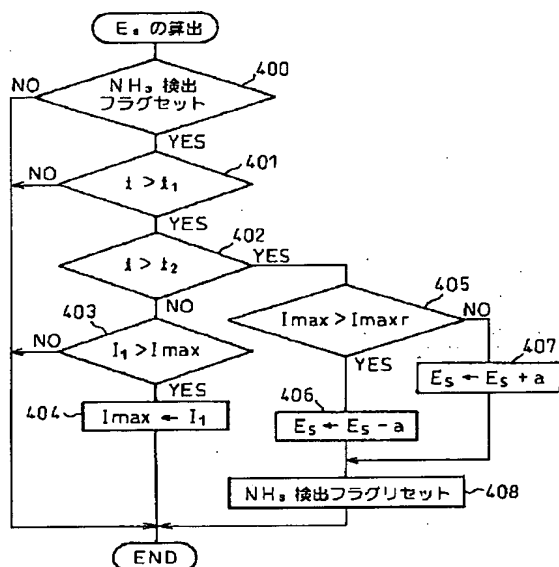 Eₛ の算出
400
NH₃ 検出
フラグセット
NO
YES
401
t > t₁
NO
YES
402
t > t₂
YES
NO
403
I₁ > Imax
NO
YES
404
Imax ← I₁
405
Imax > Imaxr
NO
YES
407
Eₛ ← Eₛ + a
406
Eₛ ← Eₛ − a
NH₃ 検出フラグリセット
408
END